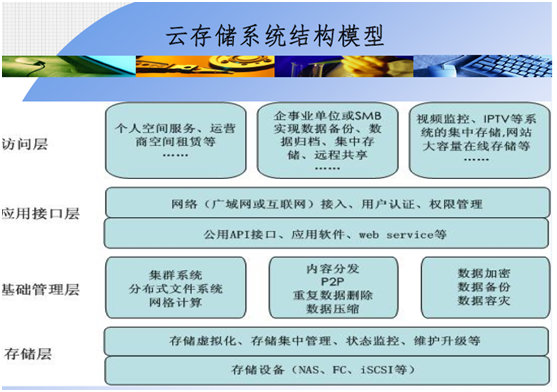 云存储系统结构模型
访问层
个人空间服务、运营
商空间租赁等
……
企事业单位或SMB
实现数据备份、数
据归档、集中存
储、远程共享
……
视频监控、IPTV等系
统的集中存储,网站
大容量在线存储等
……
应用接口层
网络（广域网或互联网）接入、用户认证、权限管理
公用API接口、应用软件、web service等
基础管理层
集群系统
分布式文件系统
网格计算
内容分发
P2P
重复数据删除
数据压缩
数据加密
数据备份
数据容灾
存储层
存储虚拟化、存储集中管理、状态监控、维护升级等
存储设备（NAS、FC、iSCSI等）